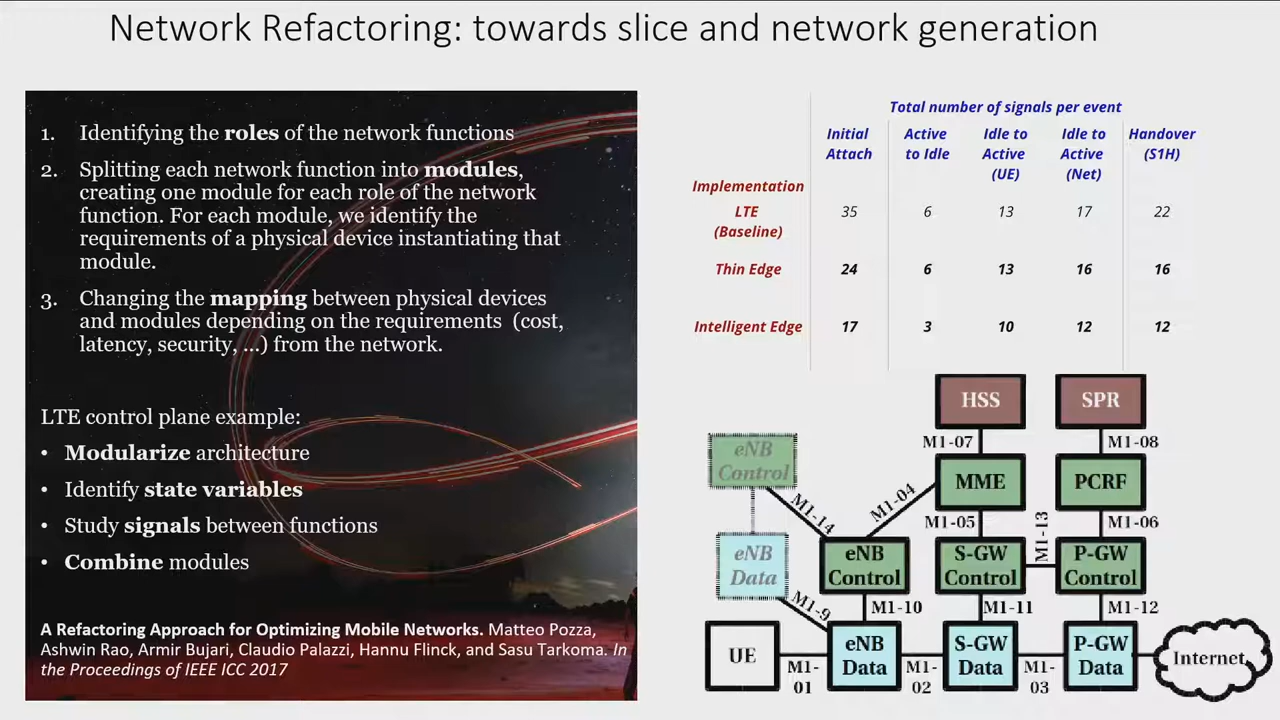 Network Refactoring: towards slice and network generation
1. Identifying the roles of the network functions
2. Splitting each network function into modules,
creating one module for each role of the network
function. For each module, we identify the
requirements of a physical device instantiating that
module.
3. Changing the mapping between physical devices
and modules depending on the requirements (cost,
latency, security, ...) from the network.
LTE control plane example:
• Modularize architecture
• Identify state variables
• Study signals between functions
• Combine modules
A Refactoring Approach for Optimizing Mobile Networks. Matteo Pozza,
Ashwin Rao, Armir Bujari, Claudio Palazzi, Hannu Flinck, and Sasu Tarkoma. In
the Proceedings of IEEE ICC 2017
Total number of signals per event
Initial Active Idle to Idle to Handover
Attach to Idle Active Active (S1H)
(UE) (Net)
Implementation
LTE 35 6 13 17 22
(Baseline)
Thin Edge 24 6 13 16 16
Intelligent Edge 17 3 10 12 12
HSS SPR
M1-07 M1-08
eNB
Control
MME PCRF
M1-14 M1-04 M1-05 M1-13 M1-06
eNB
Data
eNB S-GW P-GW
Control Control Control
M1-9 M1-10 M1-11 M1-12
UE
eNB S-GW P-GW
Data Data Data
Internet
M1- M1- M1-
01 02 03